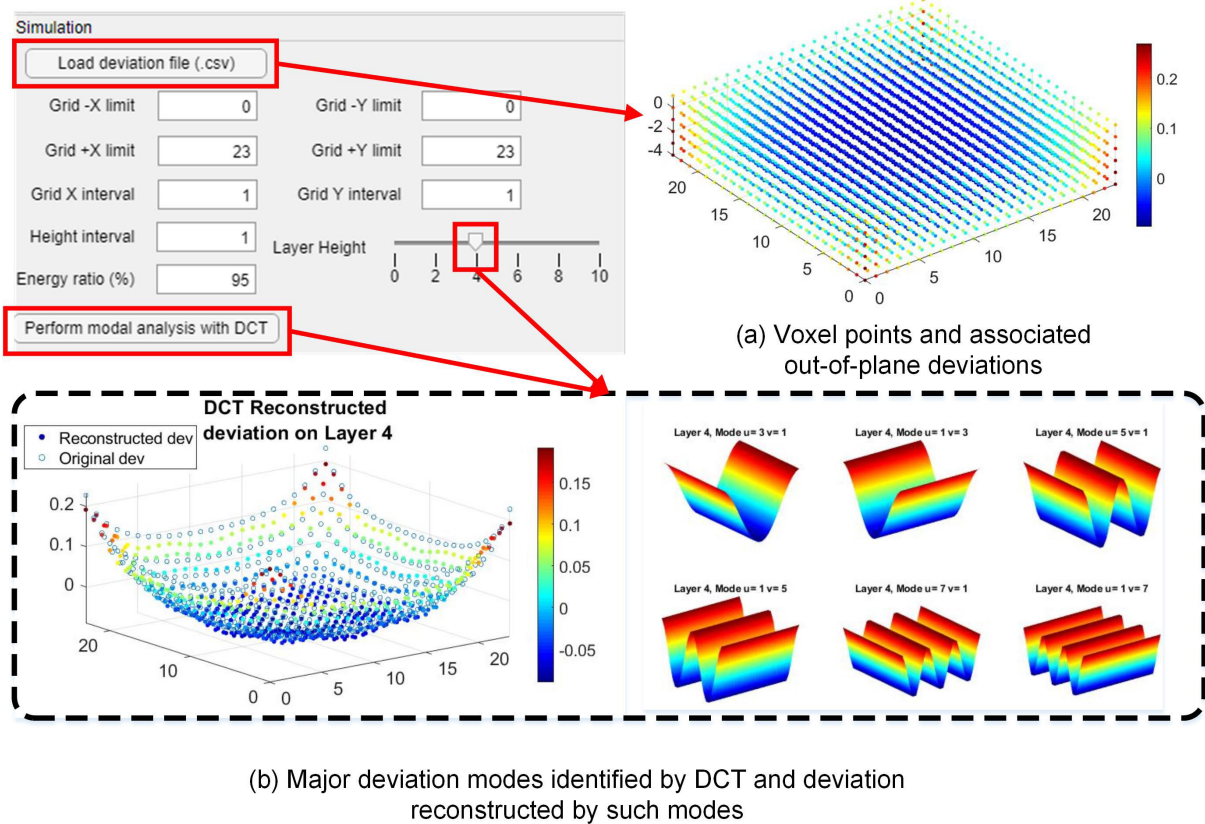 Simulation
Load deviation file (.csv)
Grid -X limit 0 Grid -Y limit 0
Grid +X limit 23 Grid +Y limit 23
Grid X interval 1 Grid Y interval 1
Height interval 1
Layer Height
0 2 4 6 8 10
Energy ratio (%) 95
Perform modal analysis with DCT
0
-2
-4
20
15
10
5
0
0
5
10
15
20
0.2
0.1
0
(a) Voxel points and associated
out-of-plane deviations
DCT Reconstructed
deviation on Layer 4
Reconstructed dev
Original dev
0.2
0.1
0
20
10
0
0
5
10
15
20
0.15
0.1
0.05
0
-0.05
Layer 4, Mode u= 3 v= 1
Layer 4, Mode u= 1 v= 3
Layer 4, Mode u= 5 v= 1
Layer 4, Mode u= 1 v= 5
Layer 4, Mode u= 7 v= 1
Layer 4, Mode u= 1 v= 7
(b) Major deviation modes identified by DCT and deviation
reconstructed by such modes